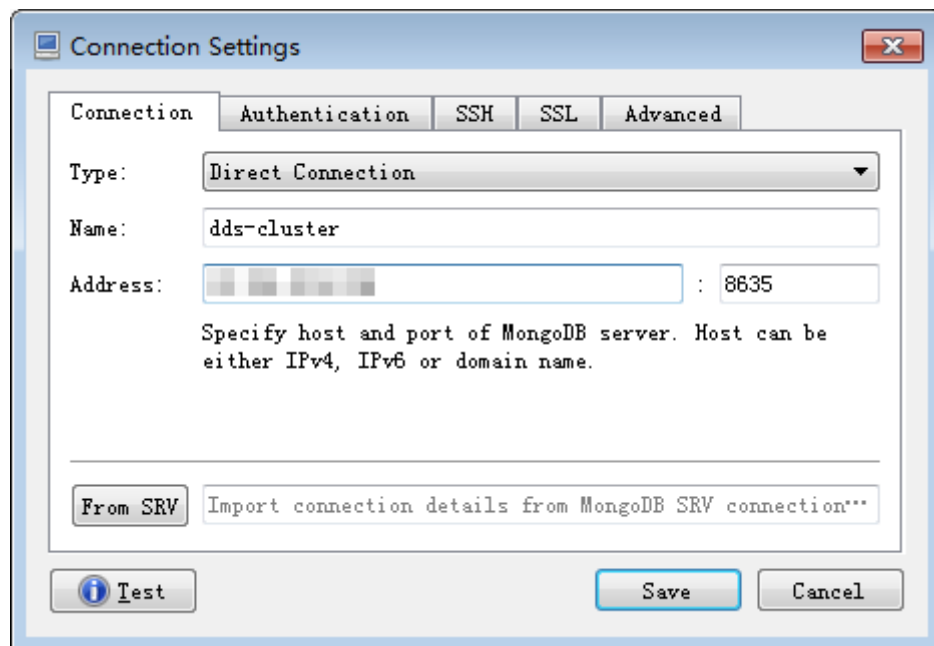 Connection Settings
Connection Authentication SSH SSL Advanced
Type: Direct Connection
Name: dds-cluster
Address: : 8635
Specify host and port of MongoDB server. Host can be
either IPv4, IPv6 or domain name.
From SRV Import connection details from MongoDB SRV connection···
Test Save Cancel